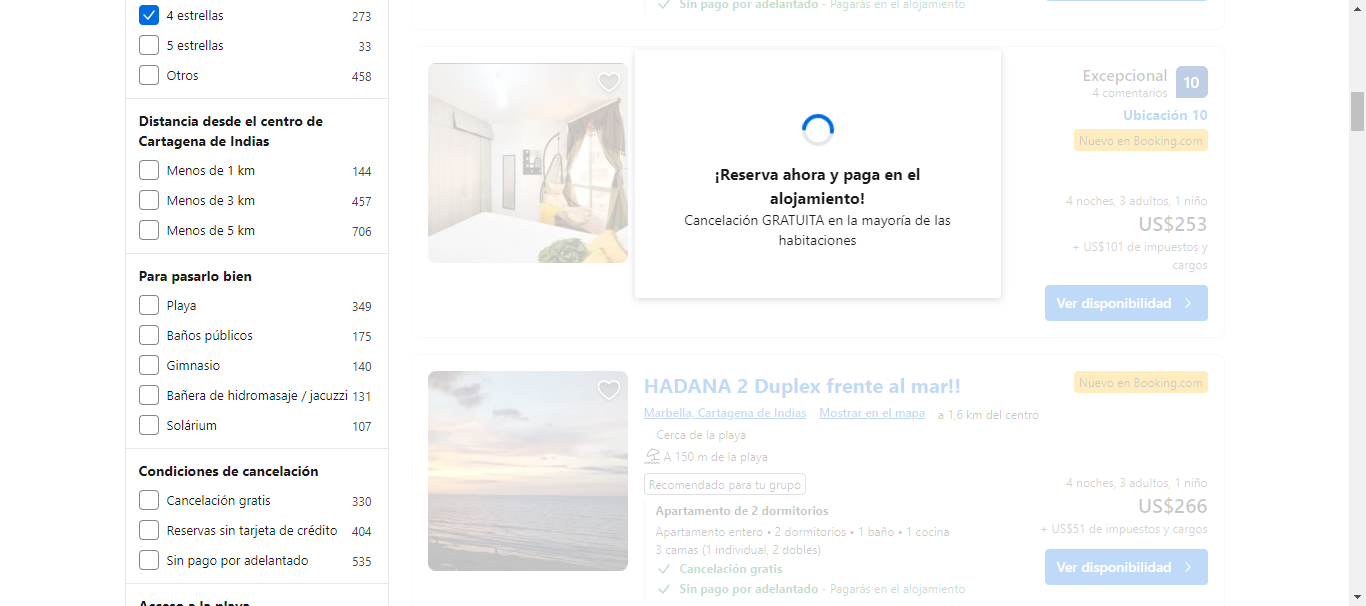 4 estrellas 273
5 estrellas 33
Otros 458
Distancia desde el centro de
Cartagena de Indias
Menos de 1 km 144
Menos de 3 km 457
Menos de 5 km 706
Para pasarlo bien
Playa 349
Baños públicos 175
Gimnasio 140
Bañera de hidromasaje / jacuzzi 131
Solárium 107
Condiciones de cancelación
Cancelación gratis 330
Reservas sin tarjeta de crédito 404
Sin pago por adelantado 535
Acceso a la playa
Sin pago por adelantado - Pagarás en el alojamiento
¡Reserva ahora y paga en el
alojamiento!
Cancelación GRATUITA en la mayoría de las
habitaciones
Excepcional 10
4 comentarios
Ubicación 10
Nuevo en Booking.com
4 noches, 3 adultos, 1 niño
US$253
+ US$101 de impuestos y
cargos
Ver disponibilidad
HADANA 2 Duplex frente al mar!!
Nuevo en Booking.com
Marbella, Cartagena de Indias Mostrar en el mapa a 1,6 km del centro
Cerca de la playa
A 150 m de la playa
Recomendado para tu grupo
Apartamento de 2 dormitorios
Apartamento entero • 2 dormitorios • 1 baño • 1 cocina
3 camas (1 individual, 2 dobles)
Cancelación gratis
Sin pago por adelantado - Pagarás en el alojamiento
4 noches, 3 adultos, 1 niño
US$266
+ US$51 de impuestos y cargos
Ver disponibilidad